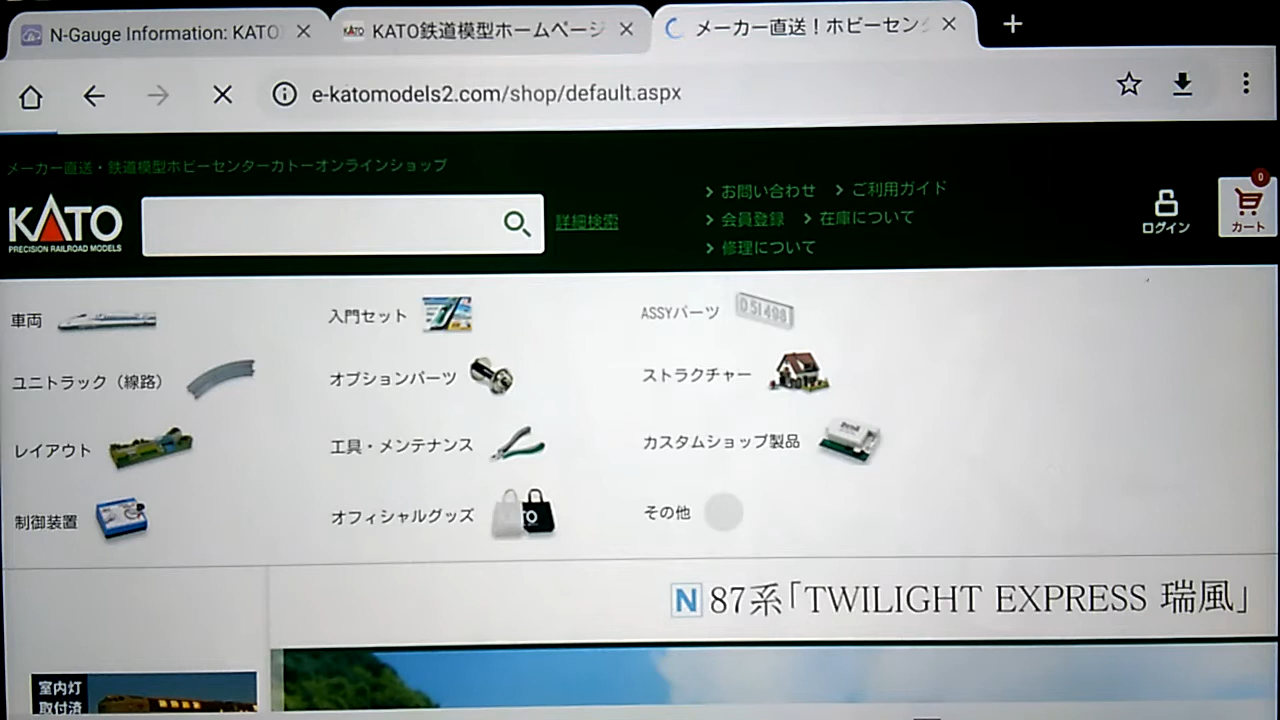 N-Gauge Information: KATO
KATO鉄道模型ホームページ
メーカー直送！ホビーセン
e-katomodels2.com/shop/default.aspx
メーカー直送・鉄道模型ホビーセンターカトーオンラインショップ
KATO
PRECISION RAILROAD MODELS
詳細検索
お問い合わせ ご利用ガイド
会員登録 在庫について
修理について
ログイン
0
カート
車両
入門セット
ASSYパーツ
D51498
ユニトラック（線路）
オプションパーツ
ストラクチャー
レイアウト
工具・メンテナンス
カスタムショップ製品
制御装置
オフィシャルグッズ
その他
N 87系「TWILIGHT EXPRESS 瑞風」
室内灯
取付済